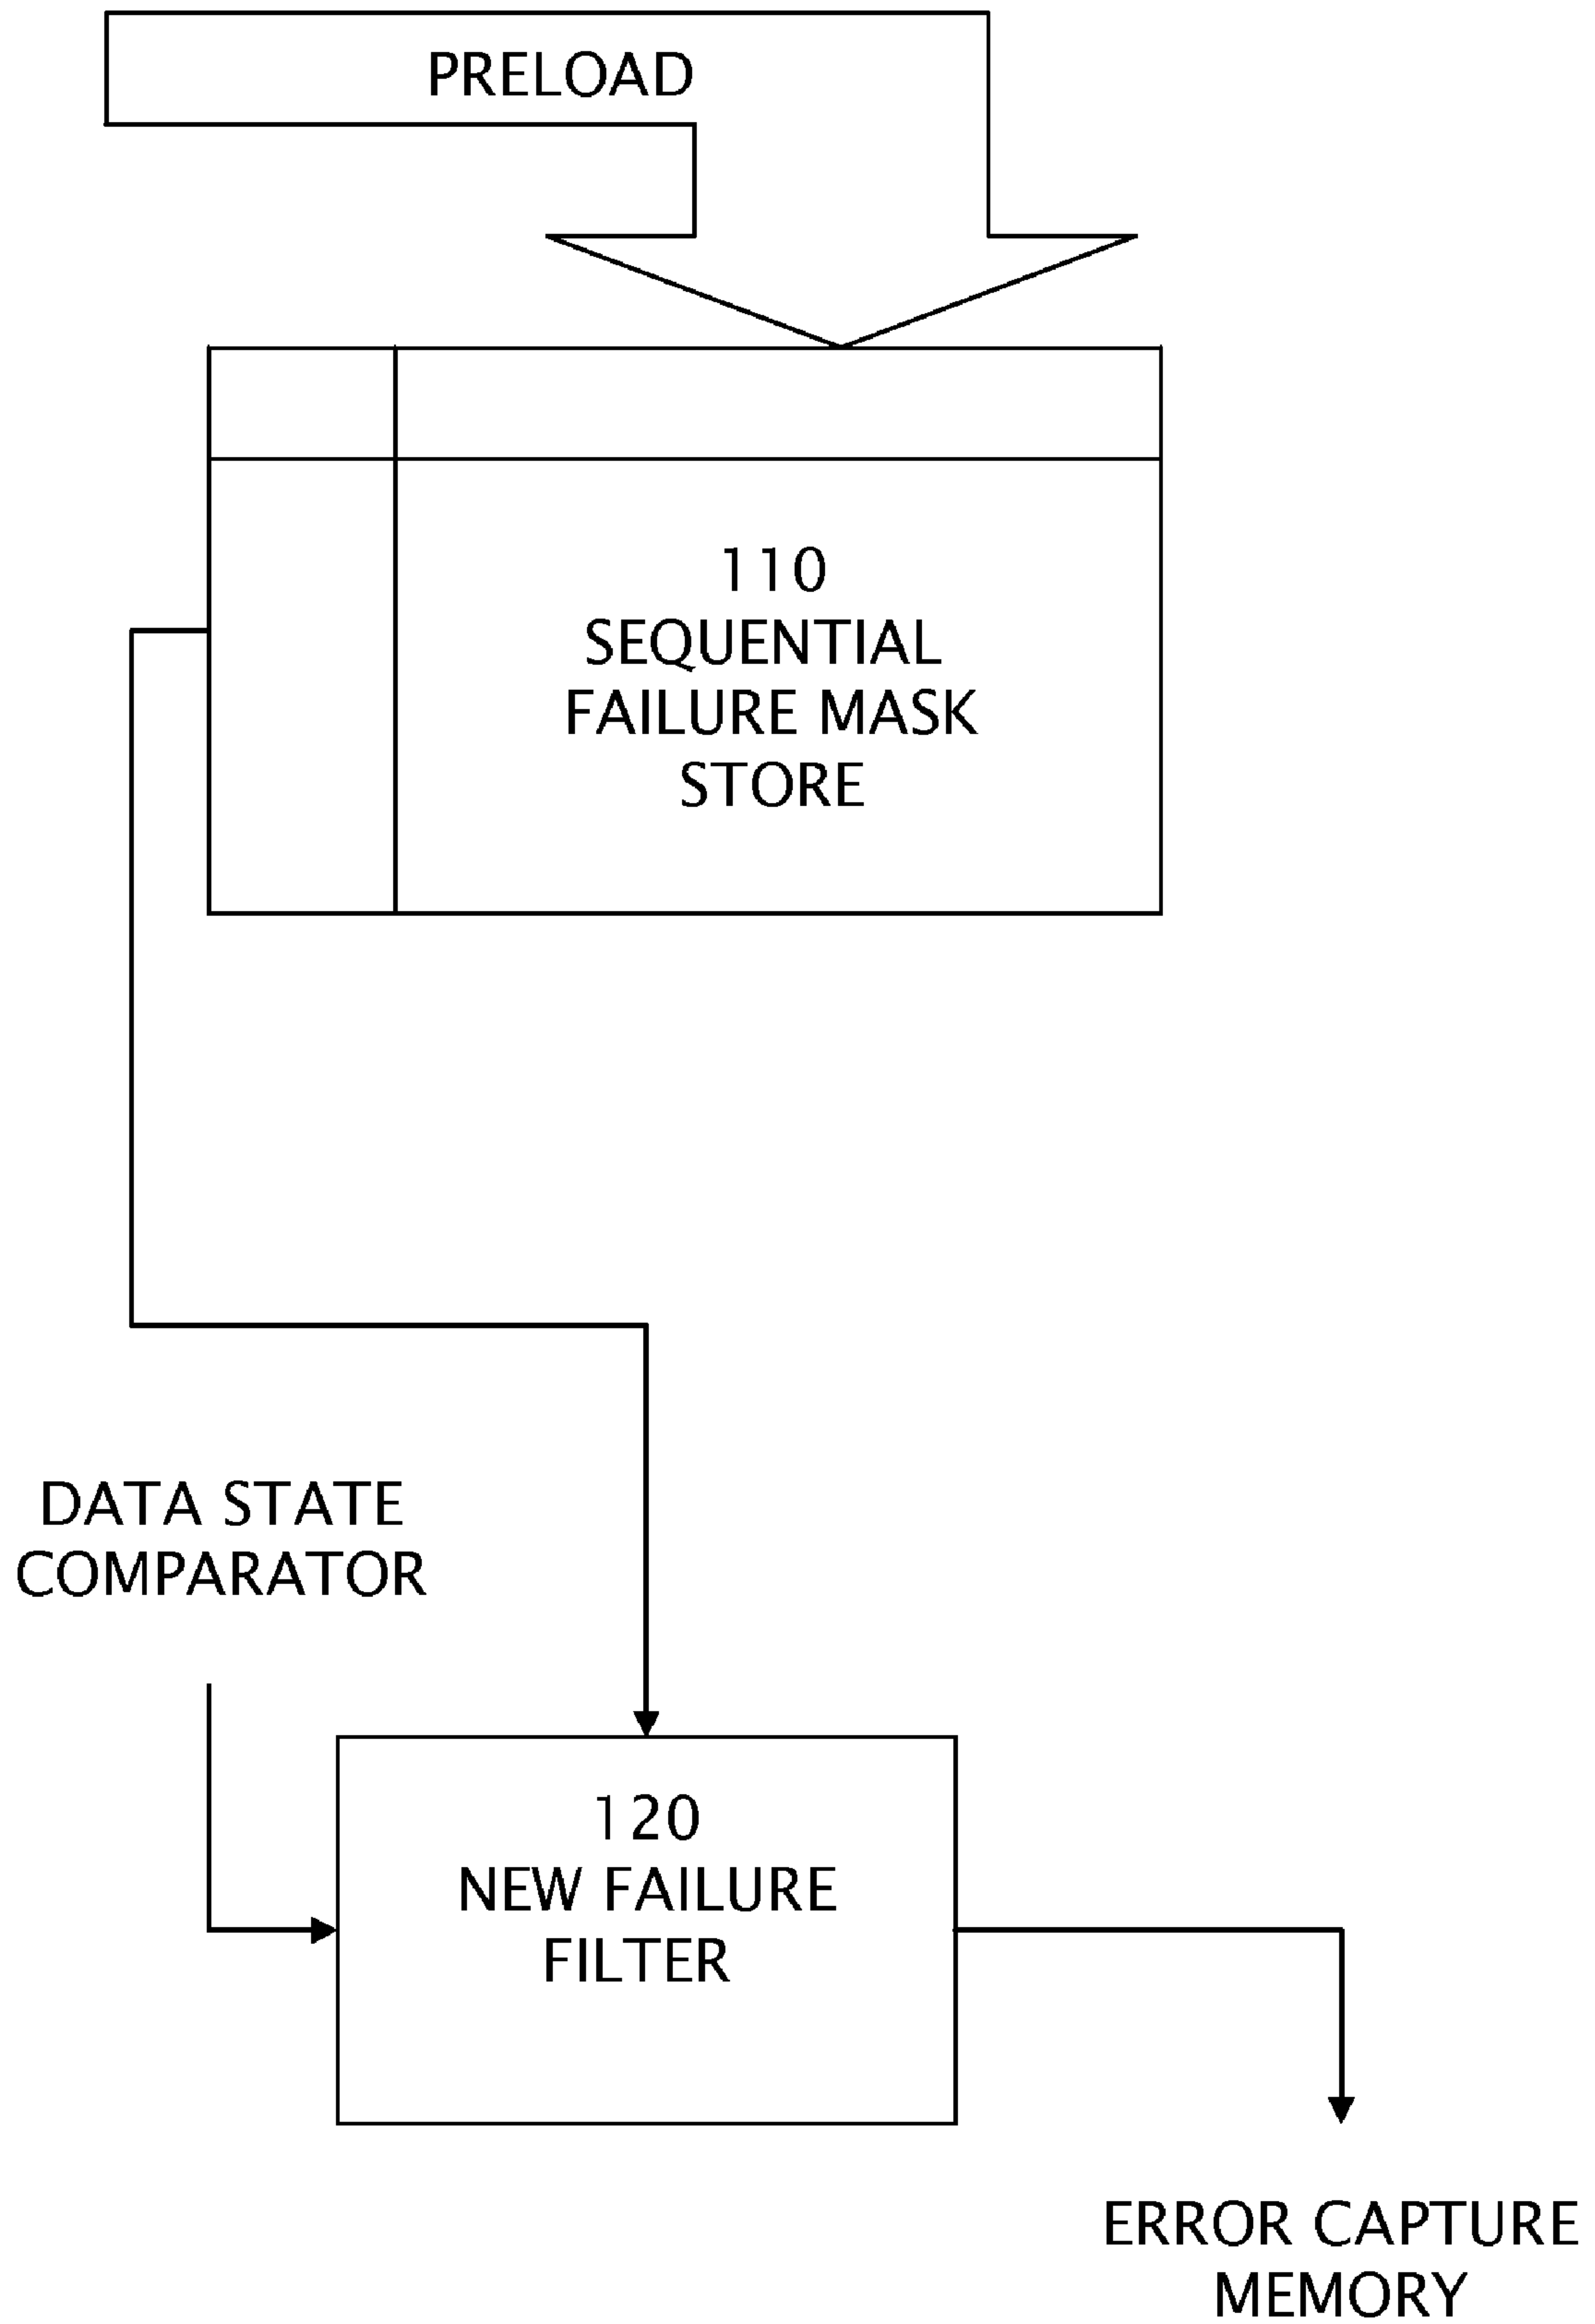 PRELOAD
110
SEQUENTIAL
FAILURE MASK
STORE
DATA STATE
COMPARATOR
120
NEW FAILURE
FILTER
ERROR CAPTURE
MEMORY